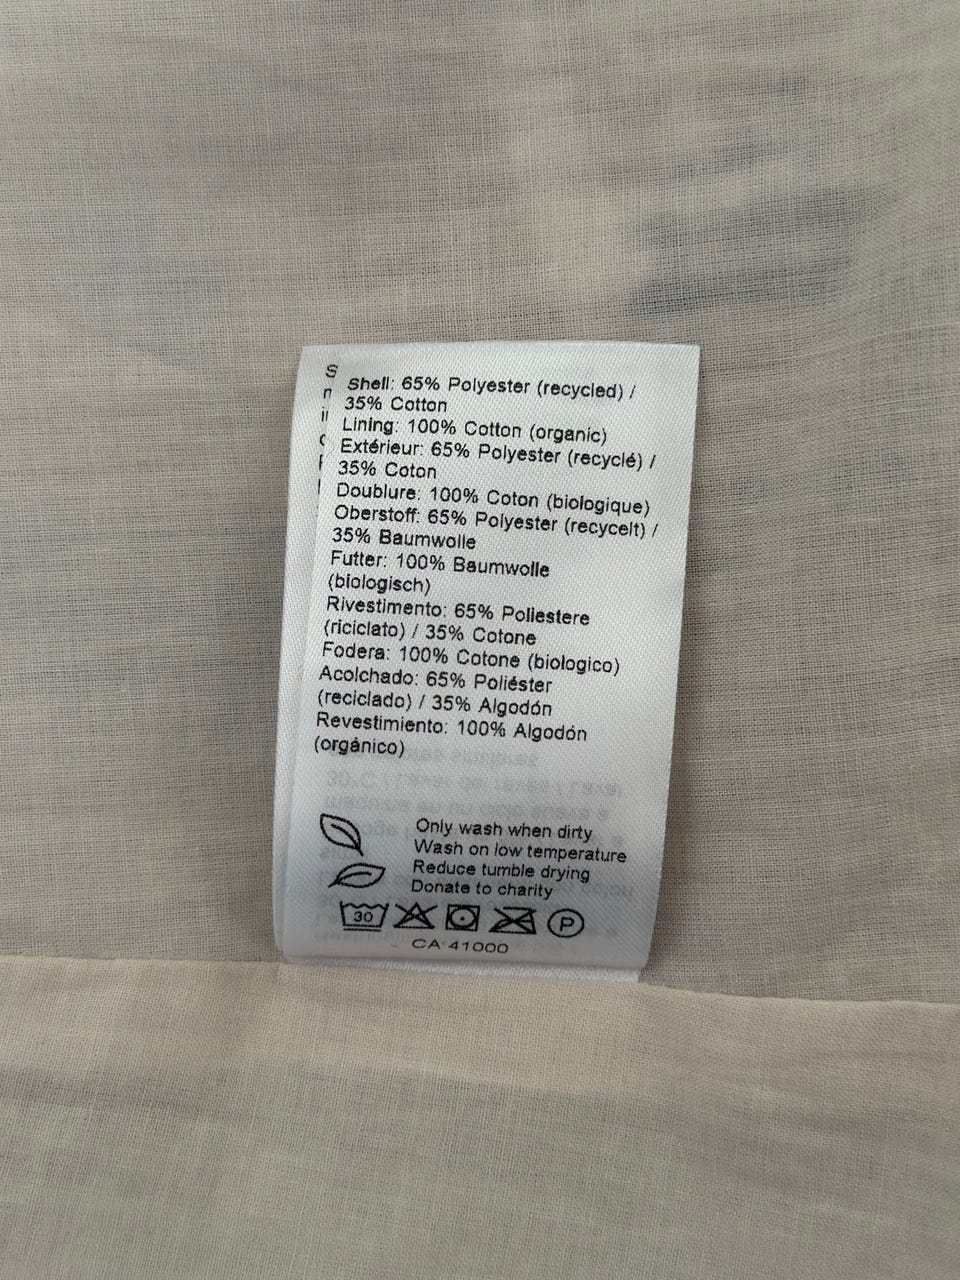 Shell: 65% Polyester (recycled) /
35% Cotton
Lining: 100% Cotton (organic)
Extérieur: 65% Polyester (recyclé) /
35% Coton
Doublure: 100% Coton (biologique)
Oberstoff: 65% Polyester (recycelt) /
35% Baumwolle
Futter: 100% Baumwolle
(biologisch)
Rivestimento: 65% Poliestere
(riciclato) / 35% Cotone
Fodera: 100% Cotone (biologico)
Acolchado: 65% Poliéster
(reciclado) / 35% Algodón
Revestimiento: 100% Algodón
(orgánico)
Only wash when dirty
Wash on low temperature
Reduce tumble drying
Donate to charity
30
P
CA 41000